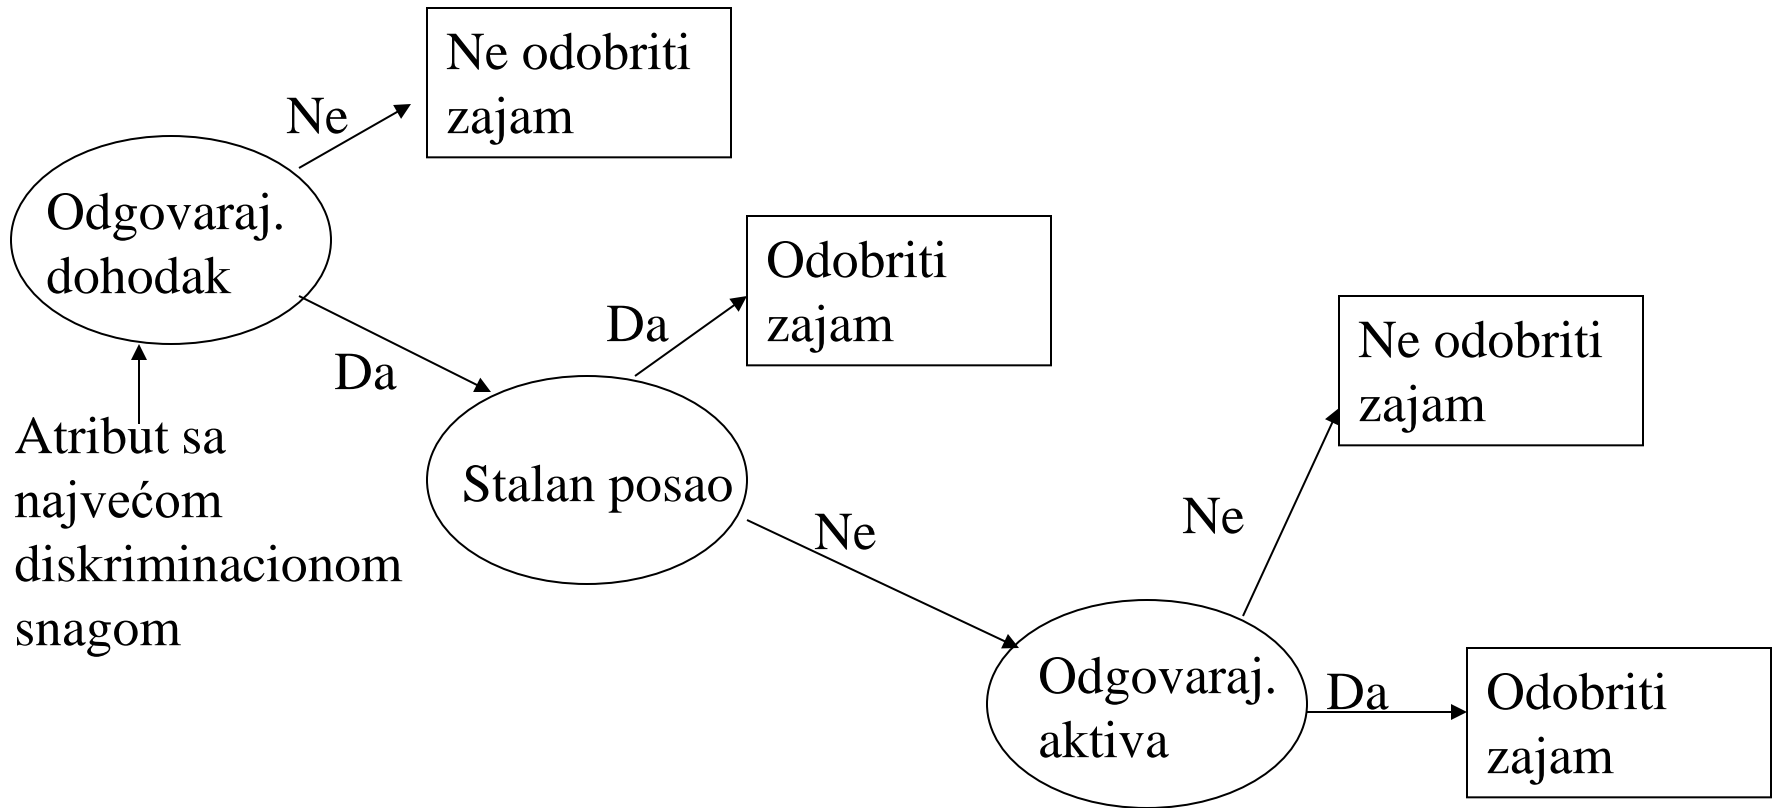 Ne odobriti
zajam
Ne
Odgovaraj.
dohodak
Odobriti
zajam
Da
Da
Ne odobriti
zajam
Atribut sa
najvećom
diskriminacionom
snagom
Stalan posao
Ne
Ne
Odgovaraj.
aktiva
Da
Odobriti
zajam